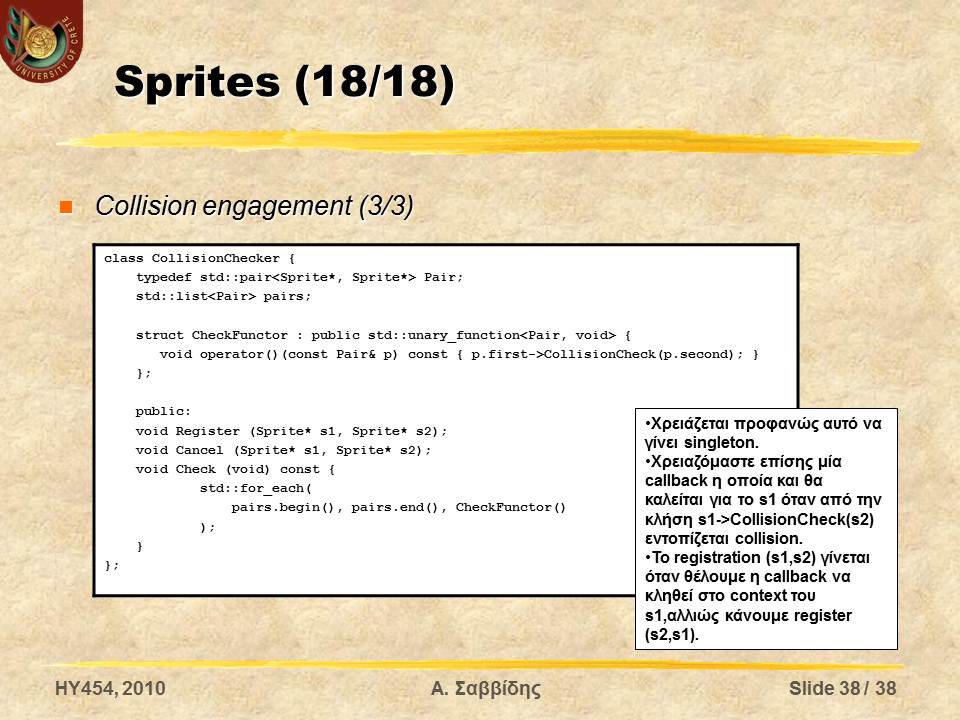 UNIVERSITY OF CRETE
Sprites (18/18)
Collision engagement (3/3)
class CollisionChecker {
typedef std::pair<Sprite*, Sprite*> Pair;
std::list<Pair> pairs;
struct CheckFunctor : public std::unary_function<Pair, void> {
void operator()(const Pair& p) const { p.first->CollisionCheck(p.second); }
};
public:
void Register (Sprite* s1, Sprite* s2);
void Cancel (Sprite* s1, Sprite* s2);
void Check (void) const {
std::for_each(
pairs.begin(), pairs.end(), CheckFunctor()
);
}
};
•Χρειάζεται προφανώς αυτό να
γίνει singleton.
•Χρειαζόμαστε επίσης μία
callback η οποία και θα
καλείται για το s1 όταν από την
κλήση s1->CollisionCheck(s2)
εντοπίζεται collision.
•Το registration (s1,s2) γίνεται
όταν θέλουμε η callback να
κληθεί στο context του
s1,αλλιώς κάνουμε register
(s2,s1).
HY454, 2010
Α. Σαββίδης
Slide 38 / 38